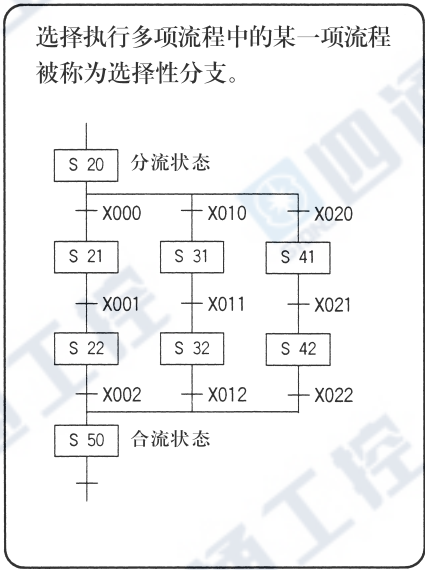 选择执行多项流程中的某一项流程
被称为选择性分支。
S 20 分流状态
X000 X010 X020
S 21 S 31 S 41
X001 X011 X021
S 22 S 32 S 42
X002 X012 X022
S 50 合流状态